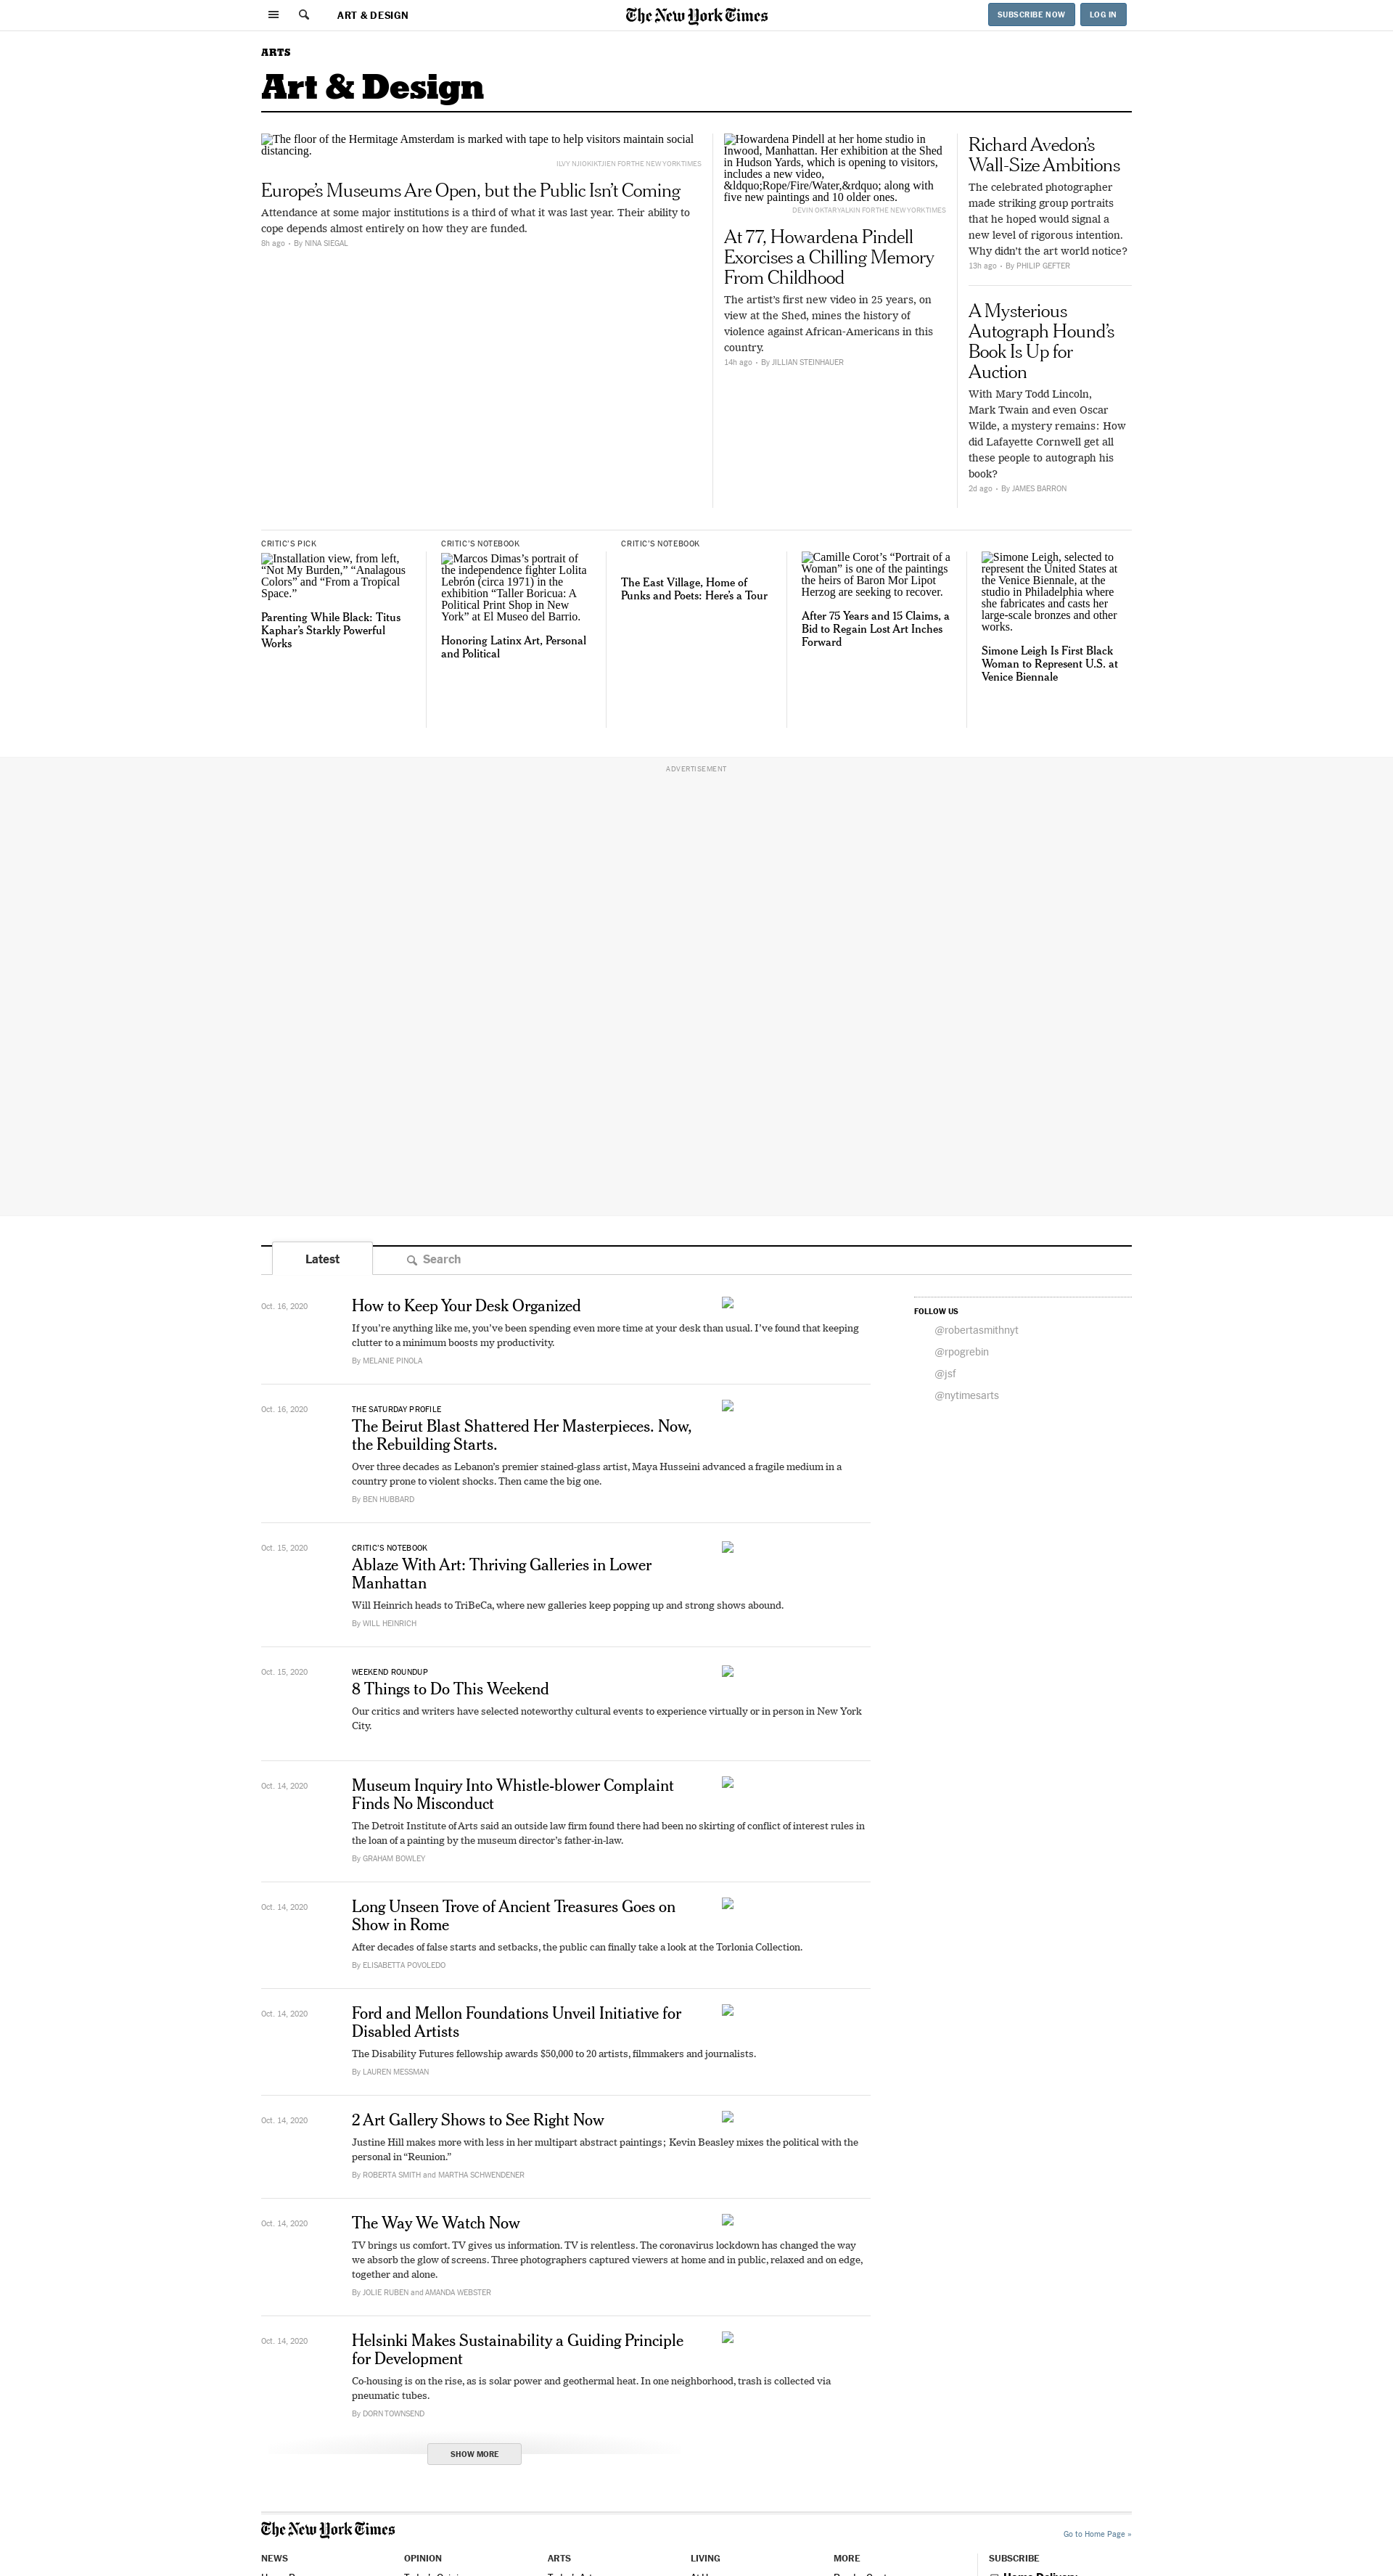 ART & DESIGN
The New York Times
SUBSCRIBE NOW
LOG IN
ARTS
Art & Design
The floor of the Hermitage Amsterdam is marked with tape to help visitors maintain social
distancing.
ILVY NJIOKIKTJIEN FOR THE NEW YORK TIMES
Europe’s Museums Are Open, but the Public Isn’t Coming
Attendance at some major institutions is a third of what it was last year. Their ability to
cope depends almost entirely on how they are funded.
8h ago • By NINA SIEGAL
Howardena Pindell at her home studio in
Inwood, Manhattan. Her exhibition at the Shed
in Hudson Yards, which is opening to visitors,
includes a new video,
&ldquo;Rope/Fire/Water,&rdquo; along with
five new paintings and 10 older ones.
DEVIN OKTAR YALKIN FOR THE NEW YORK TIMES
At 77, Howardena Pindell
Exorcises a Chilling Memory
From Childhood
The artist’s first new video in 25 years, on
view at the Shed, mines the history of
violence against African-Americans in this
country.
14h ago • By JILLIAN STEINHAUER
Richard Avedon’s
Wall-Size Ambitions
The celebrated photographer
made striking group portraits
that he hoped would signal a
new level of rigorous intention.
Why didn’t the art world notice?
13h ago • By PHILIP GEFTER
A Mysterious
Autograph Hound’s
Book Is Up for
Auction
With Mary Todd Lincoln,
Mark Twain and even Oscar
Wilde, a mystery remains: How
did Lafayette Cornwell get all
these people to autograph his
book?
2d ago • By JAMES BARRON
CRITIC’S PICK
Installation view, from left,
“Not My Burden,” “Analagous
Colors” and “From a Tropical
Space.”
Parenting While Black: Titus
Kaphar’s Starkly Powerful
Works
CRITIC’S NOTEBOOK
Marcos Dimas’s portrait of
the independence fighter Lolita
Lebrón (circa 1971) in the
exhibition “Taller Boricua: A
Political Print Shop in New
York” at El Museo del Barrio.
Honoring Latinx Art, Personal
and Political
CRITIC’S NOTEBOOK
The East Village, Home of
Punks and Poets: Here’s a Tour
Camille Corot’s “Portrait of a
Woman” is one of the paintings
the heirs of Baron Mor Lipot
Herzog are seeking to recover.
After 75 Years and 15 Claims, a
Bid to Regain Lost Art Inches
Forward
Simone Leigh, selected to
represent the United States at
the Venice Biennale, at the
studio in Philadelphia where
she fabricates and casts her
large-scale bronzes and other
works.
Simone Leigh Is First Black
Woman to Represent U.S. at
Venice Biennale
ADVERTISEMENT
Latest
Search
Oct. 16, 2020
How to Keep Your Desk Organized
If you’re anything like me, you’ve been spending even more time at your desk than usual. I’ve found that keeping
clutter to a minimum boosts my productivity.
By MELANIE PINOLA
Oct. 16, 2020
THE SATURDAY PROFILE
The Beirut Blast Shattered Her Masterpieces. Now,
the Rebuilding Starts.
Over three decades as Lebanon’s premier stained-glass artist, Maya Husseini advanced a fragile medium in a
country prone to violent shocks. Then came the big one.
By BEN HUBBARD
Oct. 15, 2020
CRITIC’S NOTEBOOK
Ablaze With Art: Thriving Galleries in Lower
Manhattan
Will Heinrich heads to TriBeCa, where new galleries keep popping up and strong shows abound.
By WILL HEINRICH
Oct. 15, 2020
WEEKEND ROUNDUP
8 Things to Do This Weekend
Our critics and writers have selected noteworthy cultural events to experience virtually or in person in New York
City.
Oct. 14, 2020
Museum Inquiry Into Whistle-blower Complaint
Finds No Misconduct
The Detroit Institute of Arts said an outside law firm found there had been no skirting of conflict of interest rules in
the loan of a painting by the museum director’s father-in-law.
By GRAHAM BOWLEY
Oct. 14, 2020
Long Unseen Trove of Ancient Treasures Goes on
Show in Rome
After decades of false starts and setbacks, the public can finally take a look at the Torlonia Collection.
By ELISABETTA POVOLEDO
Oct. 14, 2020
Ford and Mellon Foundations Unveil Initiative for
Disabled Artists
The Disability Futures fellowship awards $50,000 to 20 artists, filmmakers and journalists.
By LAUREN MESSMAN
Oct. 14, 2020
2 Art Gallery Shows to See Right Now
Justine Hill makes more with less in her multipart abstract paintings; Kevin Beasley mixes the political with the
personal in “Reunion.”
By ROBERTA SMITH and MARTHA SCHWENDENER
Oct. 14, 2020
The Way We Watch Now
TV brings us comfort. TV gives us information. TV is relentless. The coronavirus lockdown has changed the way
we absorb the glow of screens. Three photographers captured viewers at home and in public, relaxed and on edge,
together and alone.
By JOLIE RUBEN and AMANDA WEBSTER
Oct. 14, 2020
Helsinki Makes Sustainability a Guiding Principle
for Development
Co-housing is on the rise, as is solar power and geothermal heat. In one neighborhood, trash is collected via
pneumatic tubes.
By DORN TOWNSEND
SHOW MORE
FOLLOW US
@robertasmithnyt
@rpogrebin
@jsf
@nytimesarts
The New York Times
Go to Home Page »
NEWS
OPINION
ARTS
LIVING
MORE
SUBSCRIBE